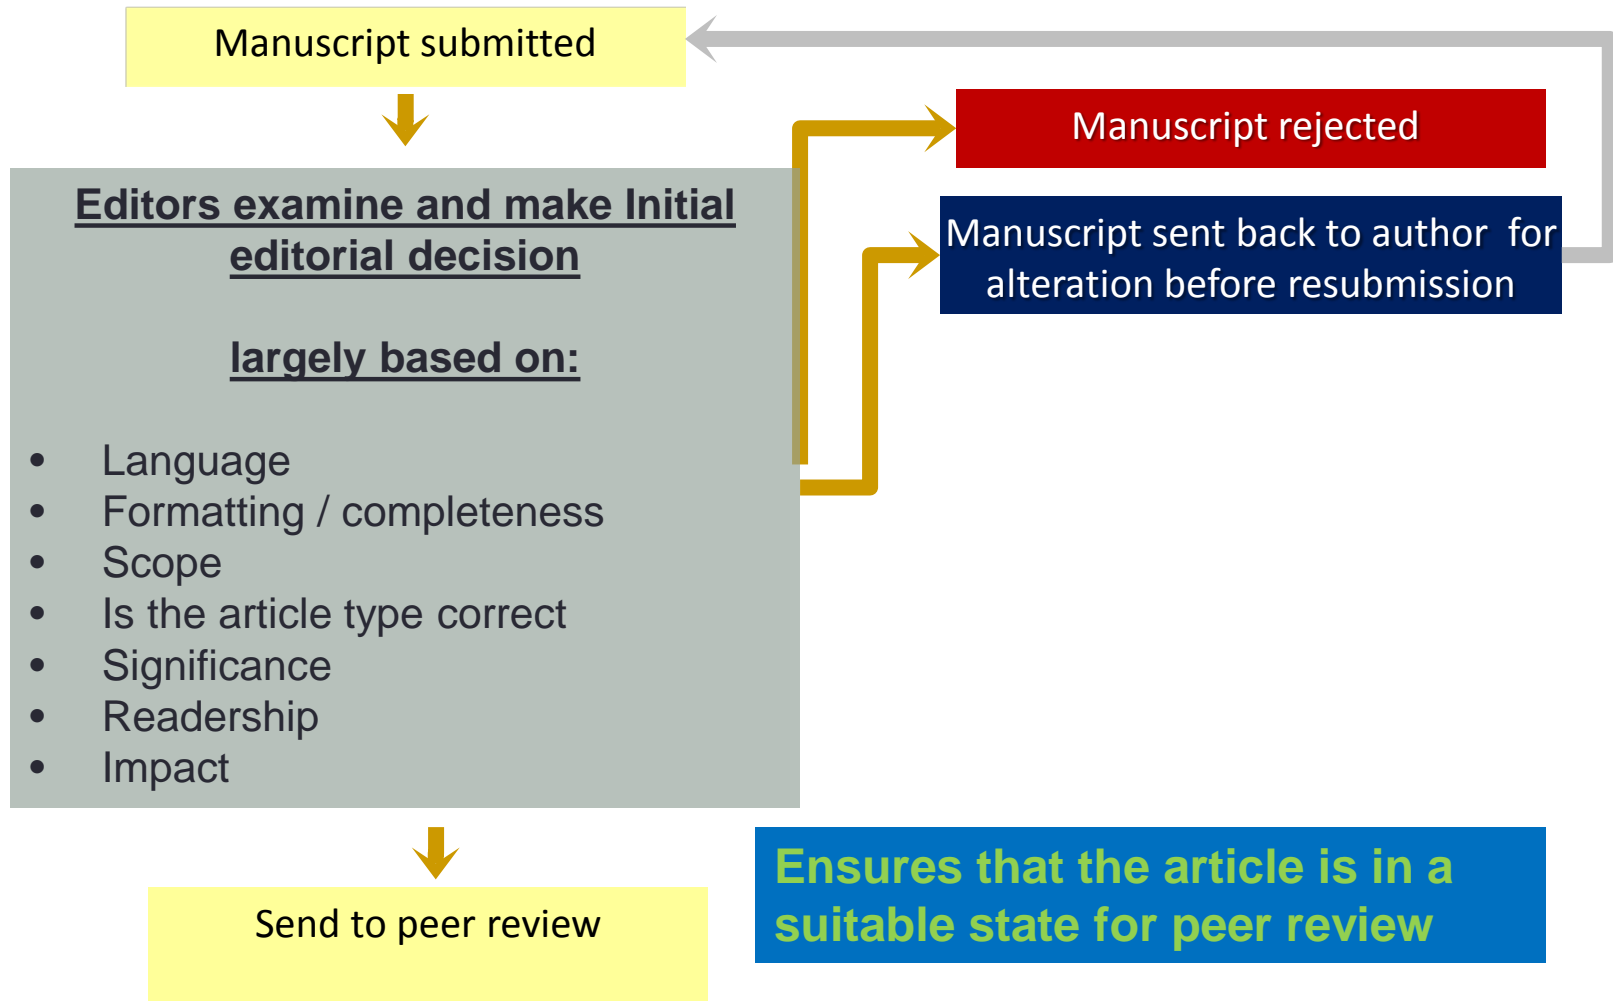 Manuscript submitted
Manuscript rejected
Manuscript sent back to author  for
alteration before resubmission
Editors examine and make Initial
editorial decision
largely based on:
• Language
• Formatting / completeness
• Scope
• Is the article type correct
• Significance
• Readership
• Impact
Ensures that the article is in a
suitable state for peer review
Send to peer review